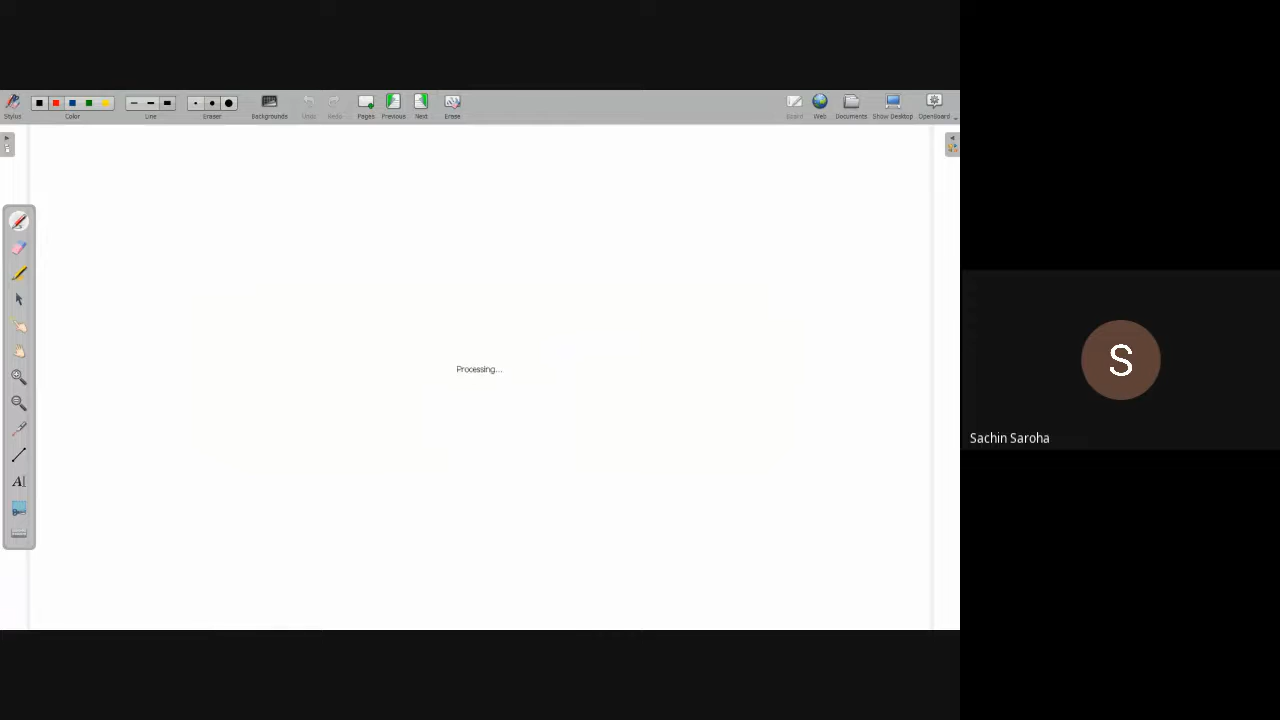 Stylus
Color
Line
Eraser
Backgrounds
Undo
Redo
Pages
Previous
Next
Erase
Board
Web
Documents
Show Desktop
OpenBoard
AI
Processing...
S
Sachin Saroha